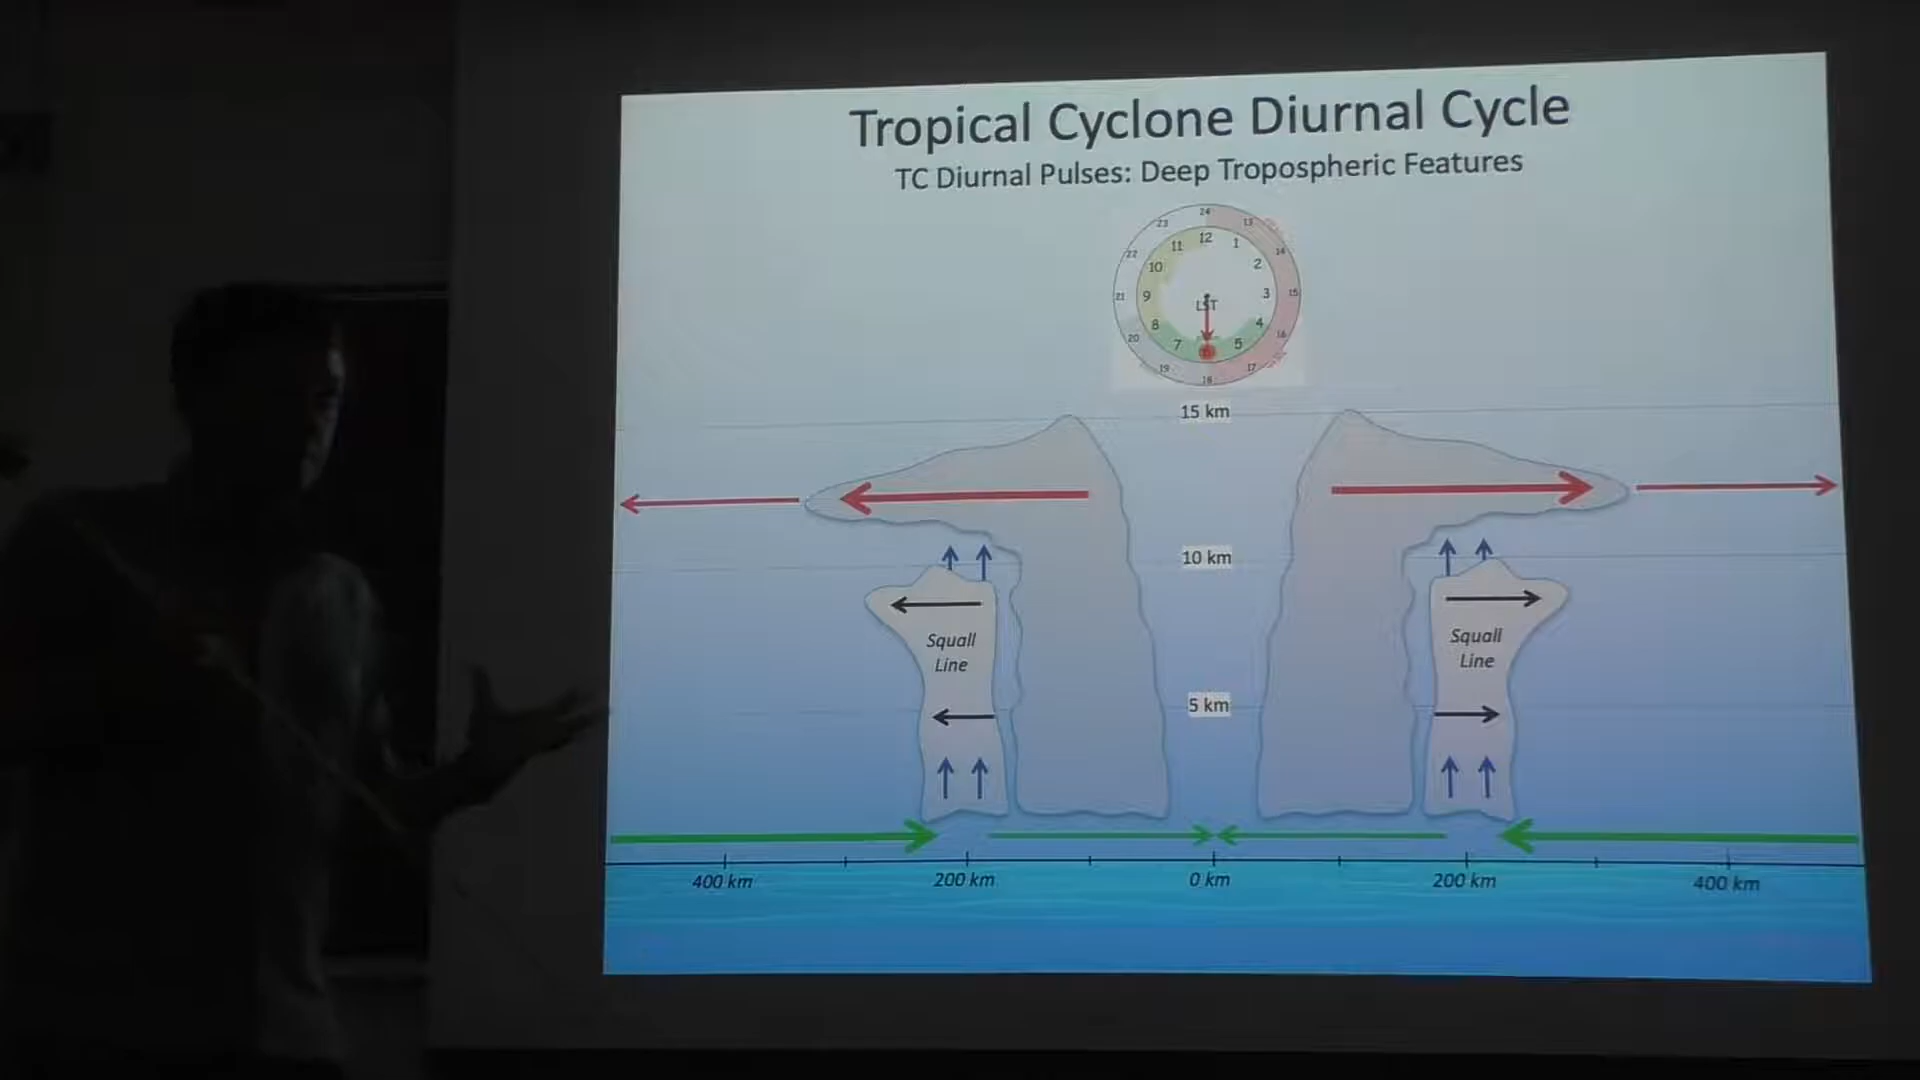 Tropical Cyclone Diurnal Cycle
TC Diurnal Pulses: Deep Tropospheric Features
24
23
13
12
11
1
22
14
10
2
21
9
3
15
LST
8
4
20
16
7
5
19
17
18
15 km
10 km
Squall
Line
Squall
Line
5 km
400 km
200 km
0 km
200 km
400 km